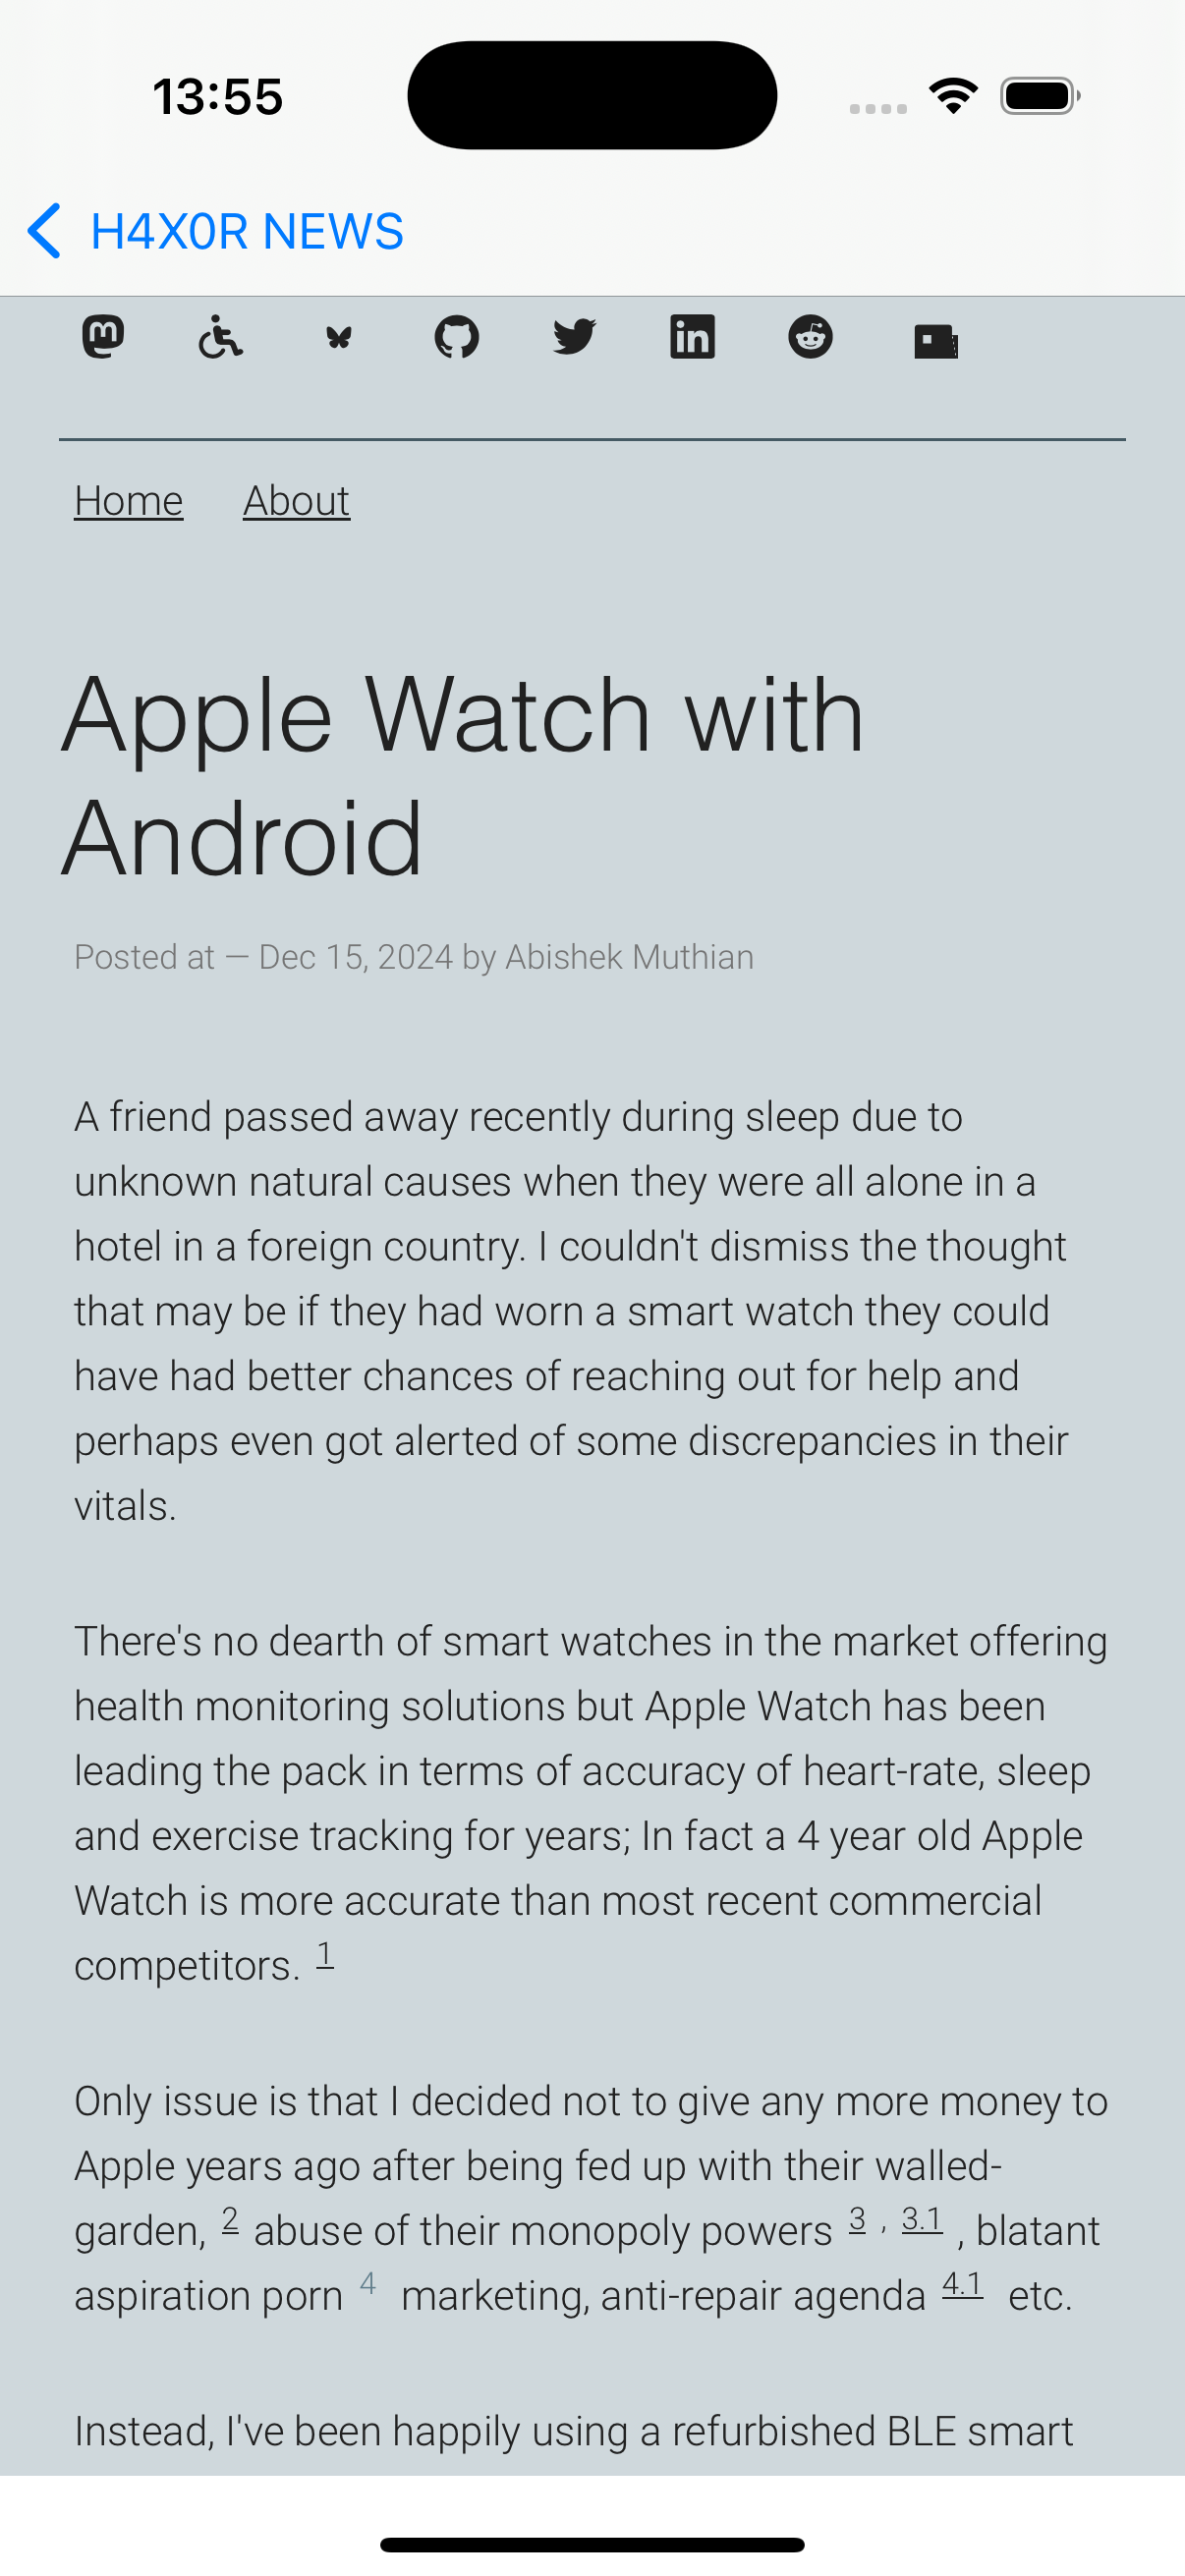 13:55
H4X0R NEWS
Home About
Apple Watch with
Android
Posted at — Dec 15, 2024 by Abishek Muthian
A friend passed away recently during sleep due to
unknown natural causes when they were all alone in a
hotel in a foreign country. I couldn't dismiss the thought
that may be if they had worn a smart watch they could
have had better chances of reaching out for help and
perhaps even got alerted of some discrepancies in their
vitals.
There's no dearth of smart watches in the market offering
health monitoring solutions but Apple Watch has been
leading the pack in terms of accuracy of heart-rate, sleep
and exercise tracking for years; In fact a 4 year old Apple
Watch is more accurate than most recent commercial
competitors. 1
Only issue is that I decided not to give any more money to
Apple years ago after being fed up with their walled-
garden, 2 abuse of their monopoly powers 3 , 3.1 , blatant
aspiration porn 4 marketing, anti-repair agenda 4.1 etc.
Instead, I've been happily using a refurbished BLE smart